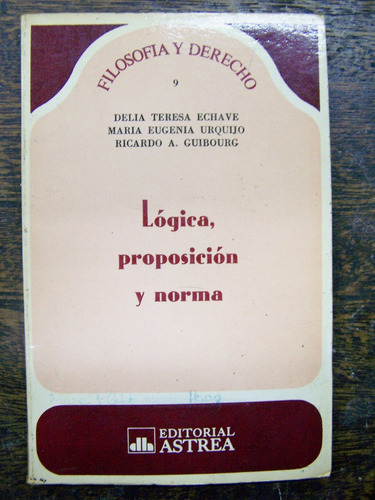 FILOSOFIA Y DERECHO
9
DELIA TERESA ECHAVE
MARIA EUGENIA URQUIJO
RICARDO A. GUIBOURG
Lógica,
proposición
y norma
EDITORIAL
ASTREA